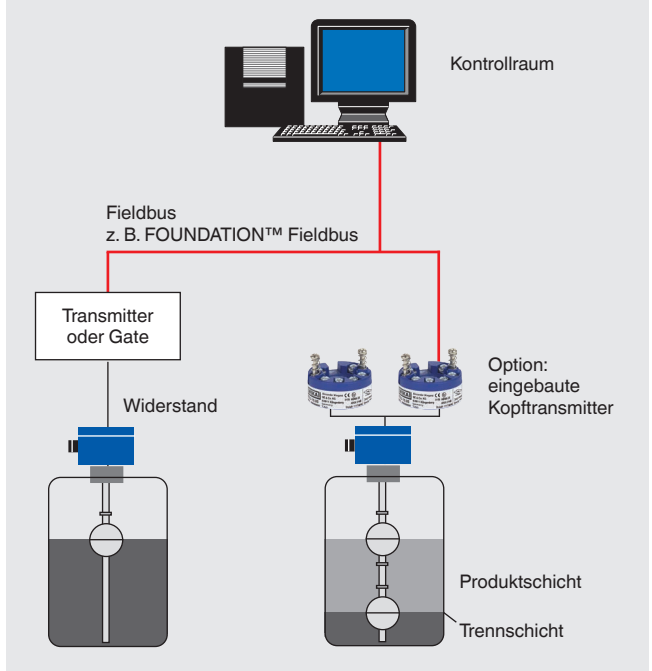 Kontrollraum
Fieldbus
z. B. FOUNDATION™ Fieldbus
Transmitter
oder Gate
Option:
eingebaute
Kopftransmitter
Widerstand
Produktschicht
Trennschicht